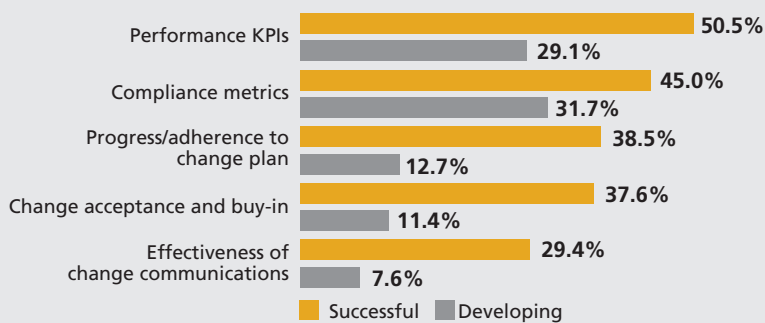 Performance KPIs
50.5%
29.1%
Compliance metrics
45.0%
31.7%
Progress/adherence to
change plan
38.5%
12.7%
Change acceptance and buy-in
37.6%
11.4%
Effectiveness of
change communications
29.4%
7.6%
Successful Developing